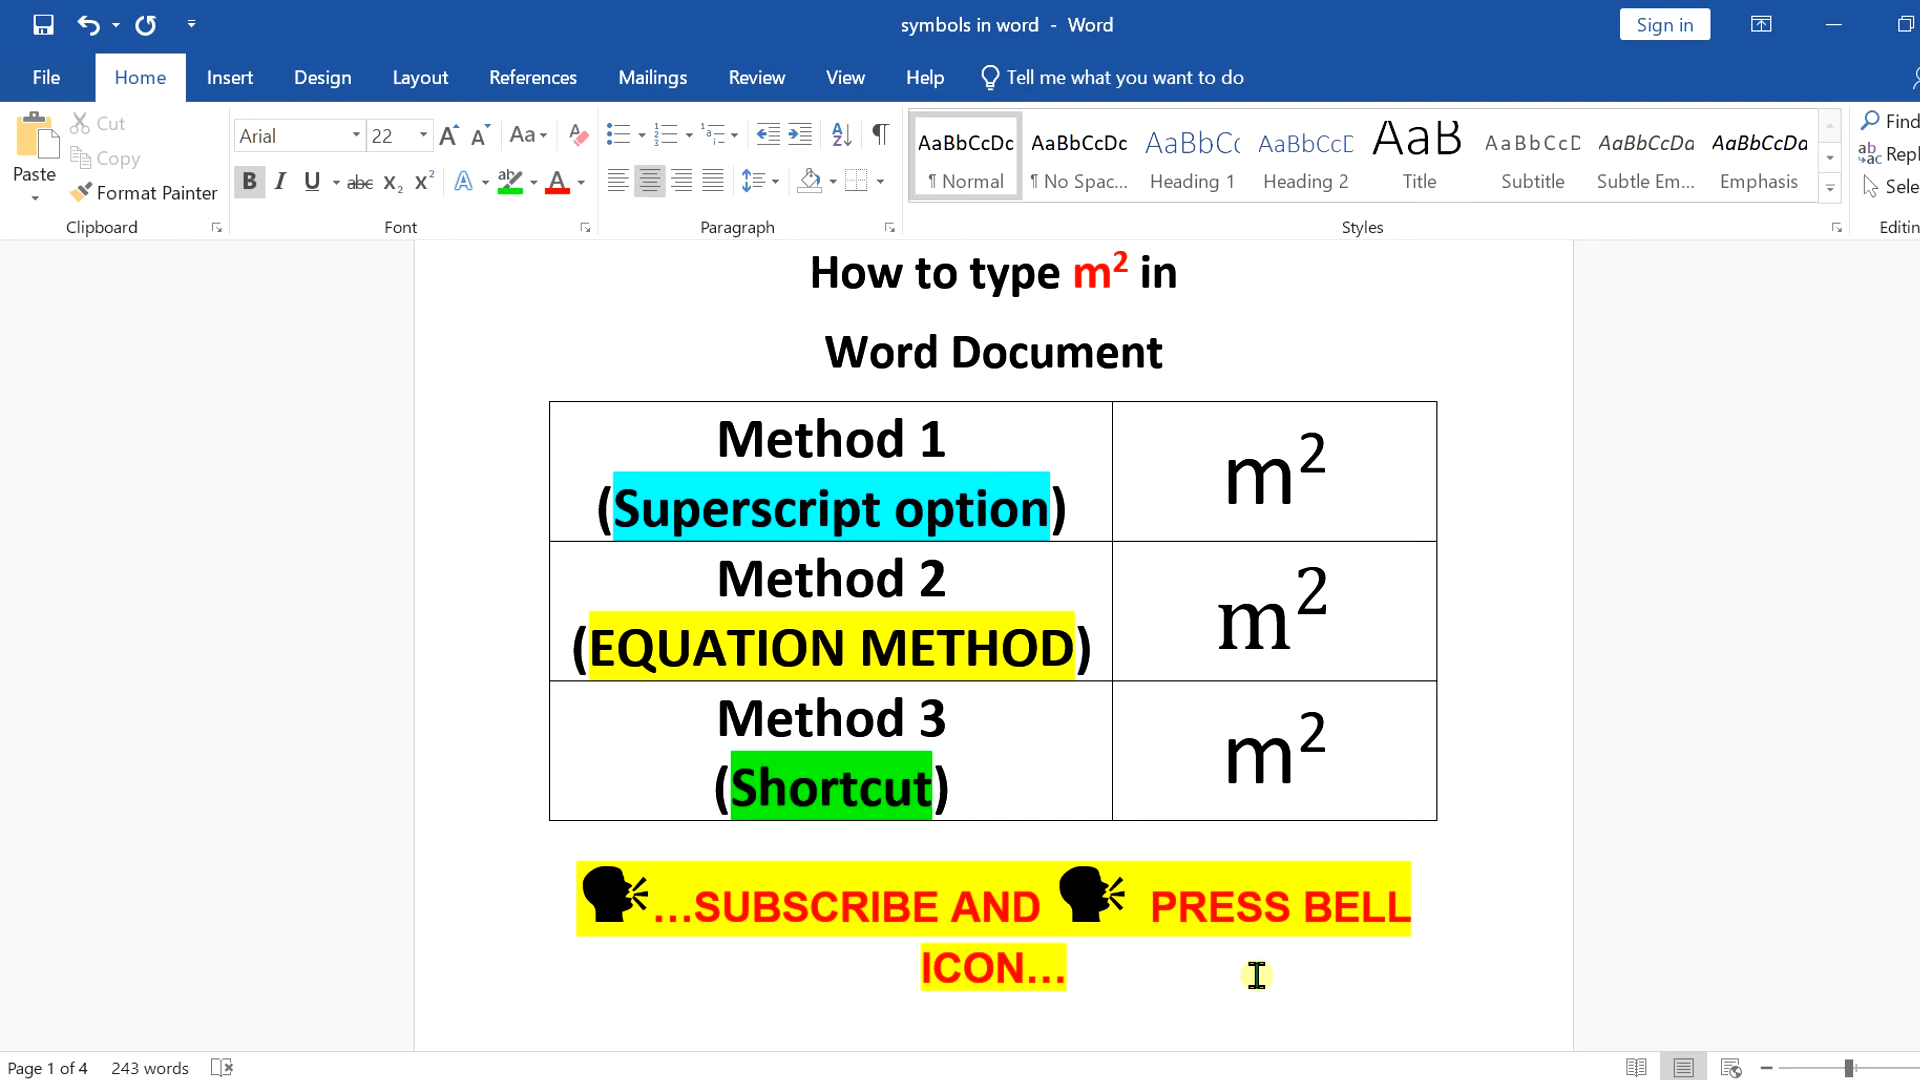 symbols in word - Word
Sign in
File Home Insert Design Layout References Mailings Review View Help Tell me what you want to do
Paste
Cut
Copy
Format Painter
Clipboard
Arial 22
Aa
B I U abc X₂ X² A A
Font
Paragraph
AaBbCcDc AaBbCcDc AaBbCc AaBbCcD AaB AaBbCcD AaBbCcDa AaBbCcDa
¶ Normal ¶ No Spac... Heading 1 Heading 2 Title Subtitle Subtle Em... Emphasis
Styles
Find
Repl
Sele
Editin
How to type m² in
Word Document
Method 1
(Superscript option)
m²
Method 2
(EQUATION METHOD)
m²
Method 3
(Shortcut)
m²
...SUBSCRIBE AND PRESS BELL
ICON...
Page 1 of 4 243 words